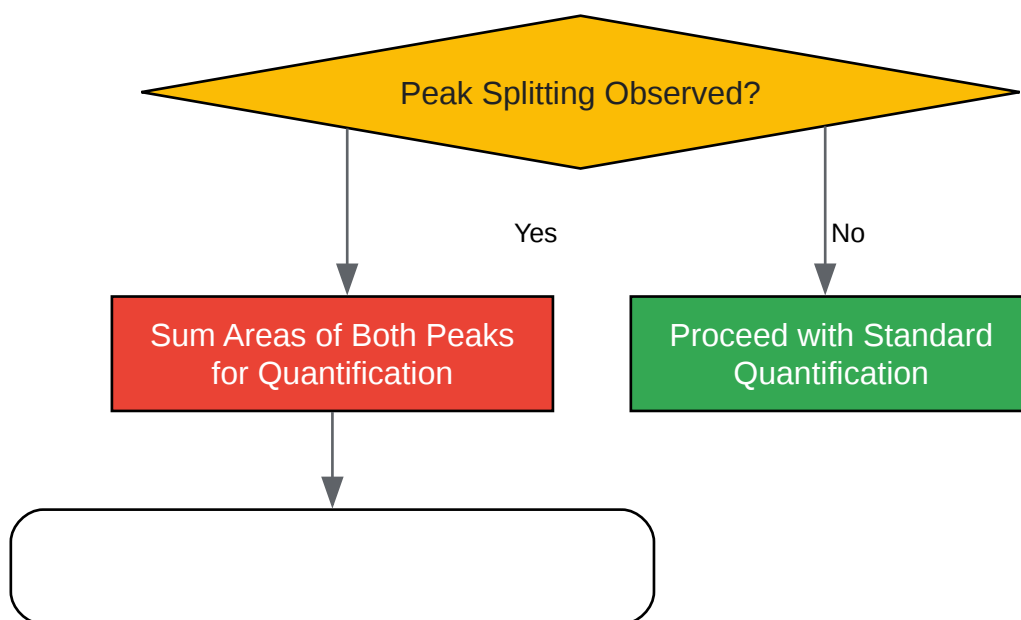 Peak Splitting Observed?
Yes
No
Sum Areas of Both Peaks
for Quantification
Proceed with Standard
Quantification